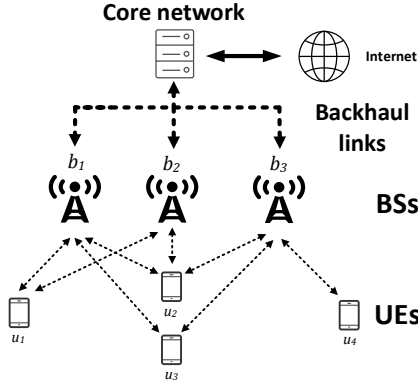 Core network
Internet
Backhaul
links
b1 b2 b3
BSs
u2
UEs
u1 u4
u3